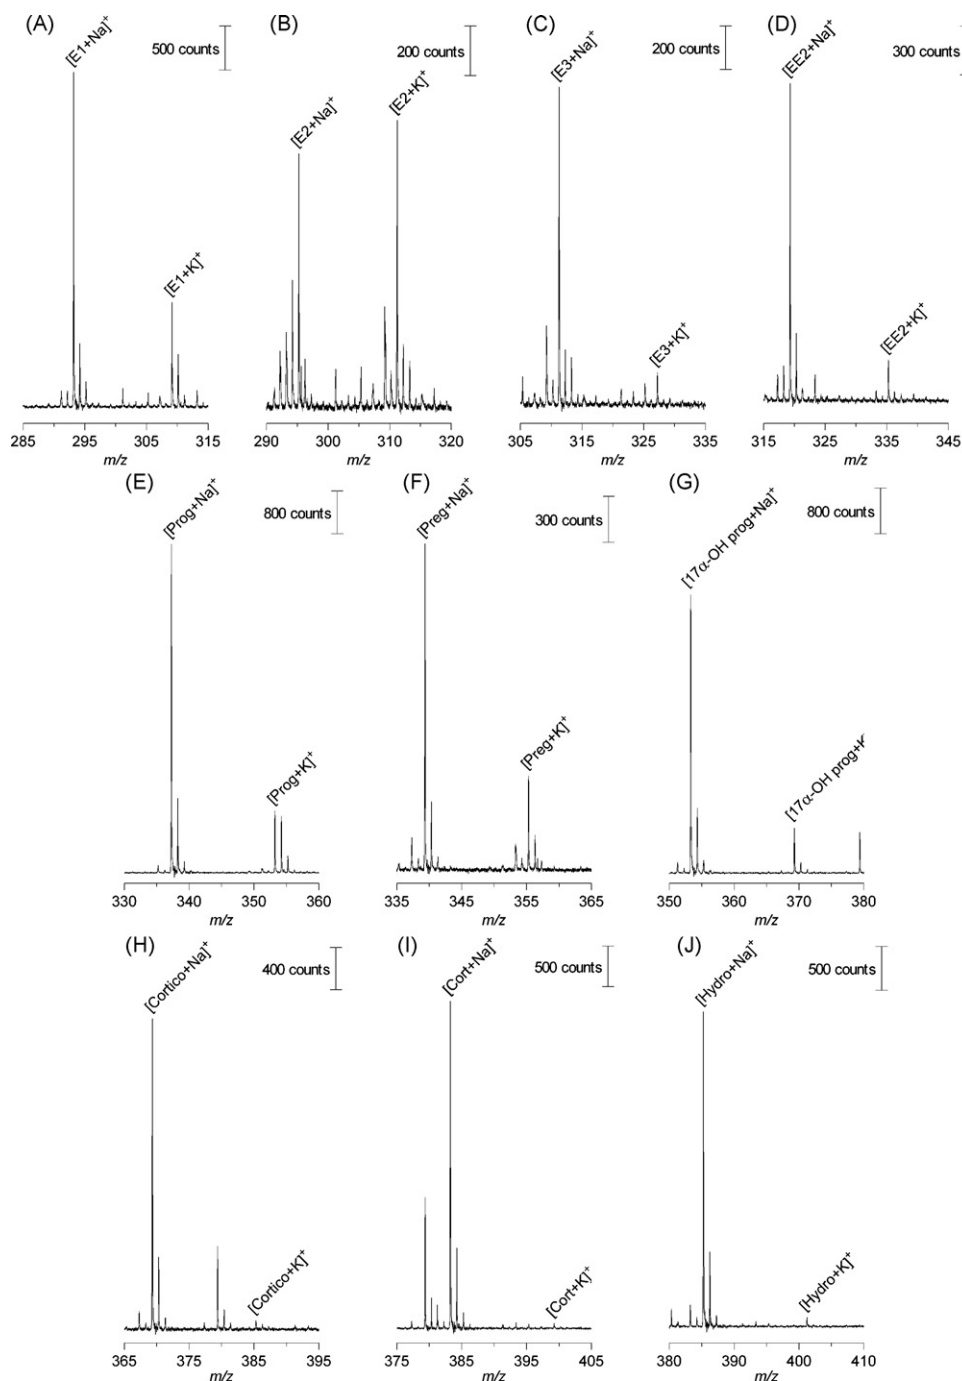 (A)
[E1+Na]⁺
500 counts
[E1+K]⁺
285 295 305 315
m/z
(B)
200 counts
[E2+Na]⁺
[E2+K]⁺
290 300 310 320
m/z
(C)
[E3+Na]⁺
200 counts
[E3+K]⁺
305 315 325 335
m/z
(D)
[EE2+Na]⁺
300 counts
[EE2+K]⁺
315 325 335 345
m/z
(E)
[Prog+Na]⁺
800 counts
[Prog+K]⁺
330 340 350 360
m/z
(F)
[Preg+Na]⁺
300 counts
[Preg+K]⁺
335 345 355 365
m/z
(G)
800 counts
[17α-OH prog+Na]⁺
[17α-OH prog+K
350 360 370 380
m/z
(H)
[Cortico+Na]⁺
400 counts
[Cortico+K]⁺
365 375 385 395
m/z
(I)
[Cort+Na]⁺
500 counts
[Cort+K]⁺
375 385 395 405
m/z
(J)
[Hydro+Na]⁺
500 counts
[Hydro+K]⁺
380 390 400 410
m/z